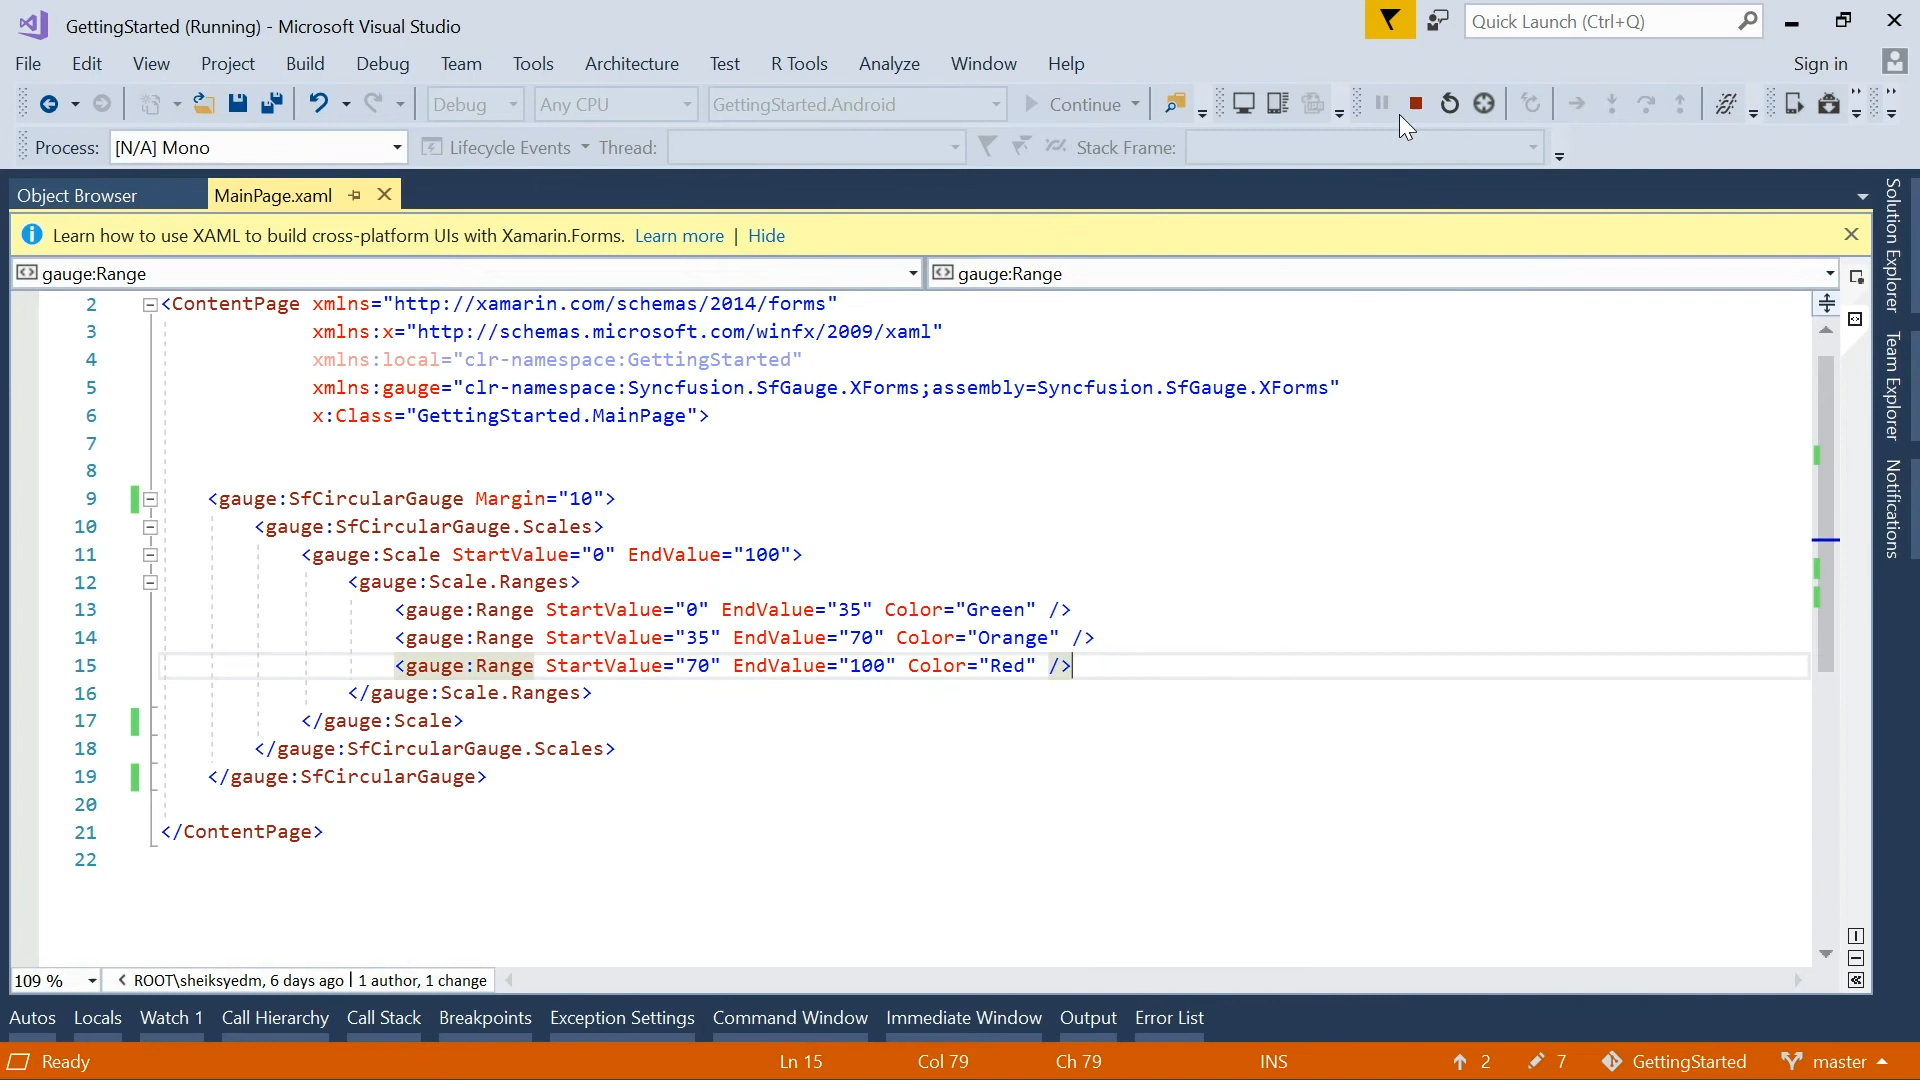 GettingStarted (Running) - Microsoft Visual Studio
Quick Launch (Ctrl+Q)
File Edit View Project Build Debug Team Tools Architecture Test R Tools Analyze Window Help
Sign in
Debug
Any CPU
GettingStarted.Android
Continue
Process: [N/A] Mono
Lifecycle Events
Thread:
Stack Frame:
Object Browser
MainPage.xaml
Learn how to use XAML to build cross-platform UIs with Xamarin.Forms. Learn more | Hide
gauge:Range
gauge:Range
2 <ContentPage xmlns="http://xamarin.com/schemas/2014/forms"
3 xmlns:x="http://schemas.microsoft.com/winfx/2009/xaml"
4 xmlns:local="clr-namespace:GettingStarted"
5 xmlns:gauge="clr-namespace:Syncfusion.SfGauge.XForms;assembly=Syncfusion.SfGauge.XForms"
6 x:Class="GettingStarted.MainPage">
7
8
9 <gauge:SfCircularGauge Margin="10">
10 <gauge:SfCircularGauge.Scales>
11 <gauge:Scale StartValue="0" EndValue="100">
12 <gauge:Scale.Ranges>
13 <gauge:Range StartValue="0" EndValue="35" Color="Green" />
14 <gauge:Range StartValue="35" EndValue="70" Color="Orange" />
15 <gauge:Range StartValue="70" EndValue="100" Color="Red" />
16 </gauge:Scale.Ranges>
17 </gauge:Scale>
18 </gauge:SfCircularGauge.Scales>
19 </gauge:SfCircularGauge>
20
21 </ContentPage>
22
Solution Explorer
Team Explorer
Notifications
109 %
ROOT\sheiksyedm, 6 days ago | 1 author, 1 change
Autos Locals Watch 1 Call Hierarchy Call Stack Breakpoints Exception Settings Command Window Immediate Window Output Error List
Ready
Ln 15
Col 79
Ch 79
INS
2
7
GettingStarted
master